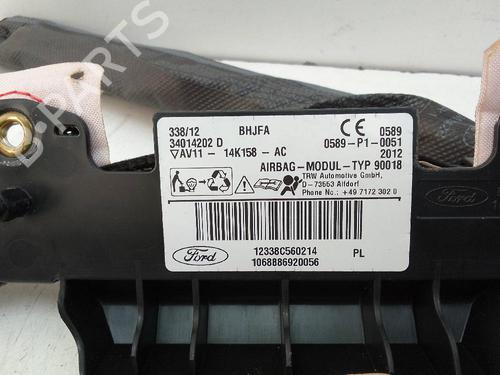 338/12 BHJFA CE 0589
34014202 D 0589-P1-0051
▽AV11 - 14K158 - AC 2012
AIRBAG-MODUL-TYP 90018
TRW Automotive GmbH,
D-73553 Alfdorf
Phone No.: +49 7172 302 0
Ford 12338C560214 PL
1068886920056
B-PARTS